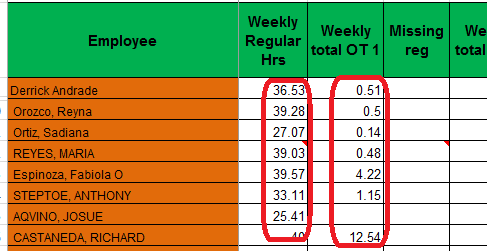 Employee Weekly Regular Hrs Weekly total OT 1 Missing reg We total
Derrick Andrade 36.53 0.51
Orozco, Reyna 39.28 0.5
Ortiz, Sadiana 27.07 0.14
REYES, MARIA 39.03 0.48
Espinoza, Fabiola O 39.57 4.22
STEPTOE, ANTHONY 33.11 1.15
AQVINO, JOSUE 25.41
CASTANEDA, RICHARD 40 12.54